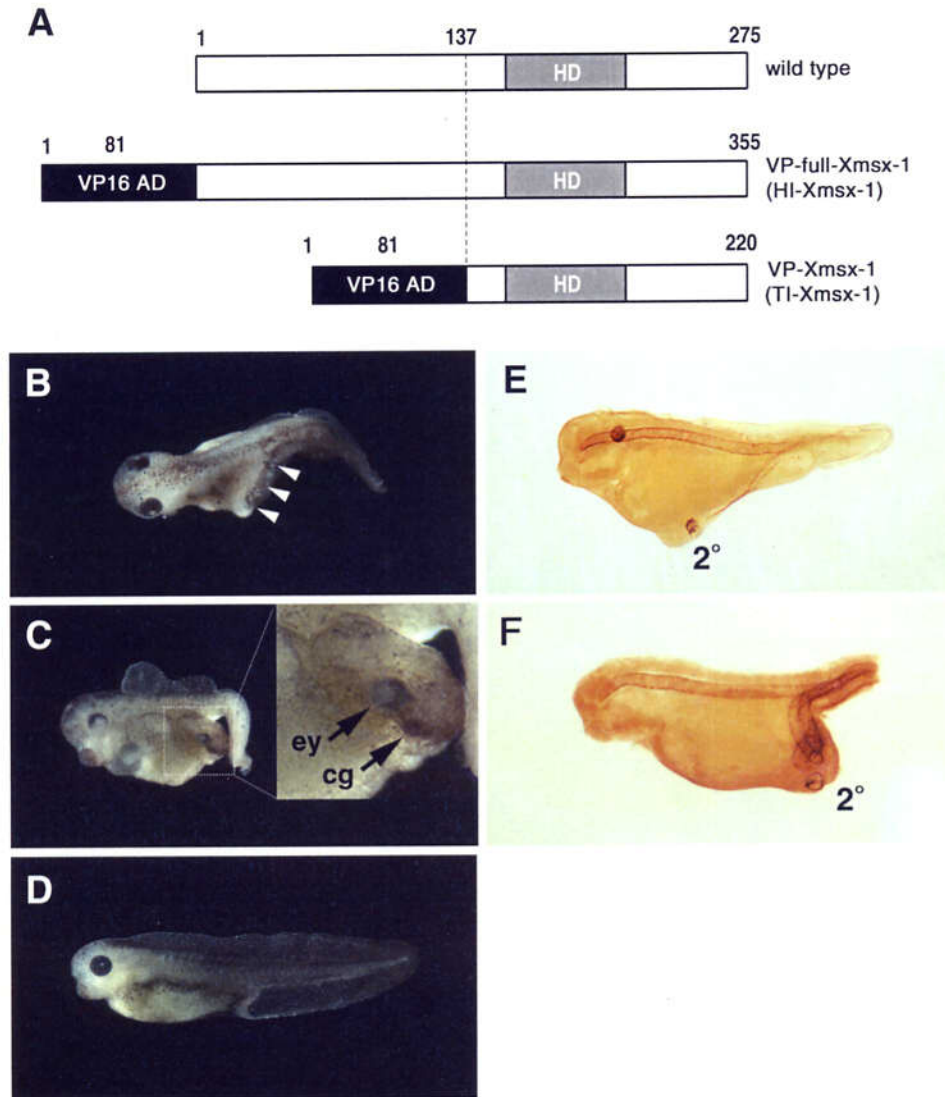 A
1 137 275
HD
wild type
1 81 355
VP16 AD
HD
VP-full-Xmsx-1
(HI-Xmsx-1)
1 81 220
VP16 AD
HD
VP-Xmsx-1
(TI-Xmsx-1)
B
E
2°
C
ey
cg
F
2°
D